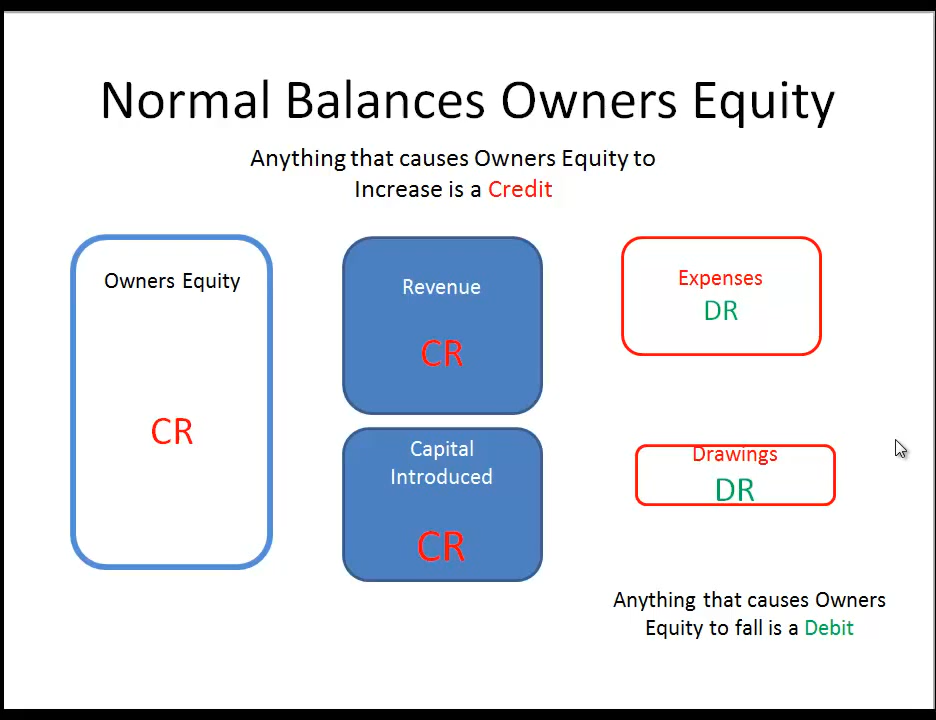 Normal Balances Owners Equity
Anything that causes Owners Equity to
Increase is a Credit
Owners Equity
CR
Revenue
CR
Capital
Introduced
CR
Expenses
DR
Drawings
DR
Anything that causes Owners
Equity to fall is a Debit